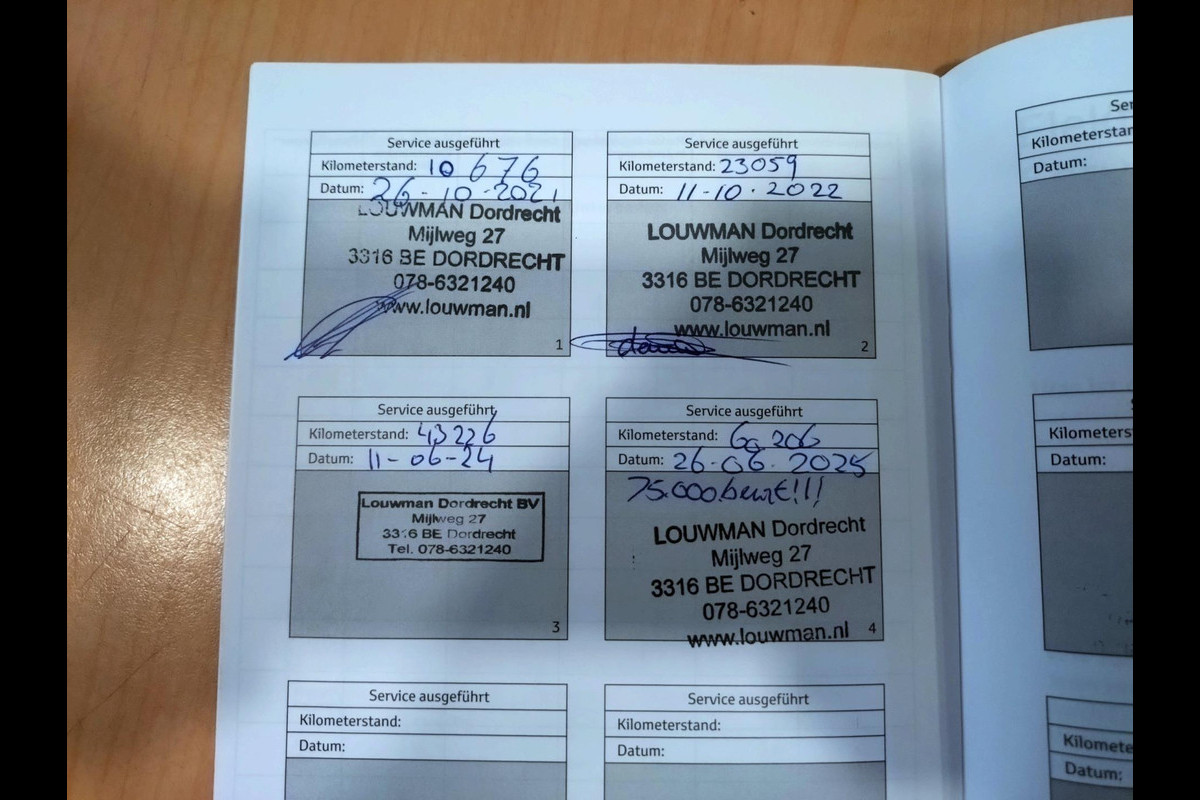 Service ausgeführt
Kilometerstand: 10 676
Datum: 26-10-2021
LOUWMAN Dordrecht
Mijlweg 27
3316 BE DORDRECHT
078-6321240
www.louwman.nl
1
Service ausgeführt
Kilometerstand: 23059
Datum: 11-10-2022
LOUWMAN Dordrecht
Mijlweg 27
3316 BE DORDRECHT
078-6321240
www.louwman.nl
2
Service ausgeführt
Kilometerstand: 43226
Datum: 11-06-24
Louwman Dordrecht BV
Mijlweg 27
3316 BE Dordrecht
Tel. 078-6321240
3
Service ausgeführt
Kilometerstand: 60206
Datum: 26-06.2025
75.000
LOUWMAN Dordrecht
Mijlweg 27
3316 BE DORDRECHT
078-6321240
www.louwman.nl
4
Service ausgeführt
Kilometerstand:
Datum:
Service ausgeführt
Kilometerstand:
Datum:
Ser
Kilometerstan
Datum:
S
Kilometers
Datum:
Kilomete
Datum: